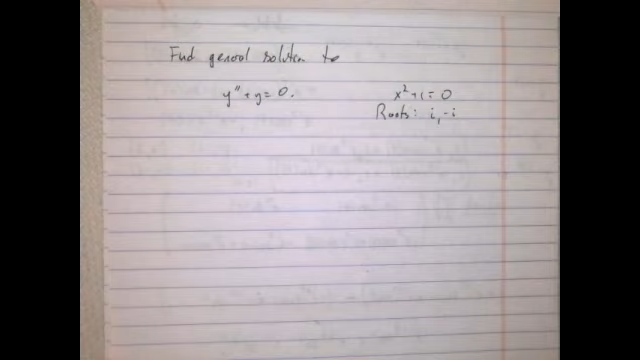 Find general solution to
y'' + y = 0.
x² + 1 = 0
Roots: i, -i